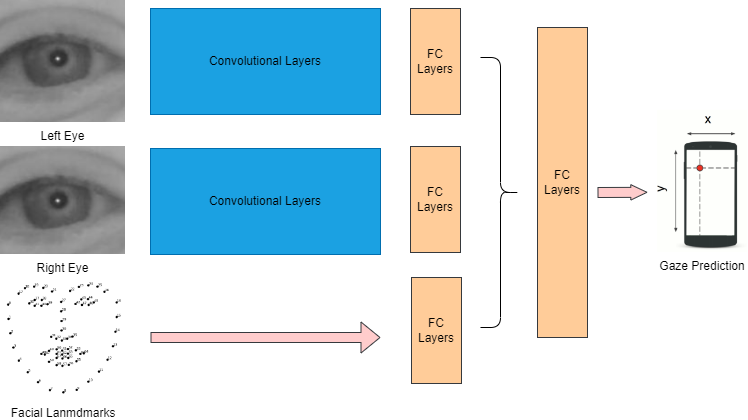 Convolutional Layers
FC
Layers
Left Eye
Convolutional Layers
FC
Layers
Right Eye
FC
Layers
Facial Lanmdmarks
FC
Layers
x
y
Gaze Prediction